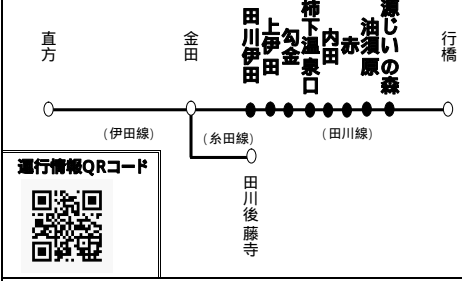 直方
金田
田川伊田
上伊田
勾金
柿下温泉口
内田
赤
油須原
源じいの森
行橋
(伊田線)
(糸田線)
(田川線)
田川後藤寺
運行情報QRコード